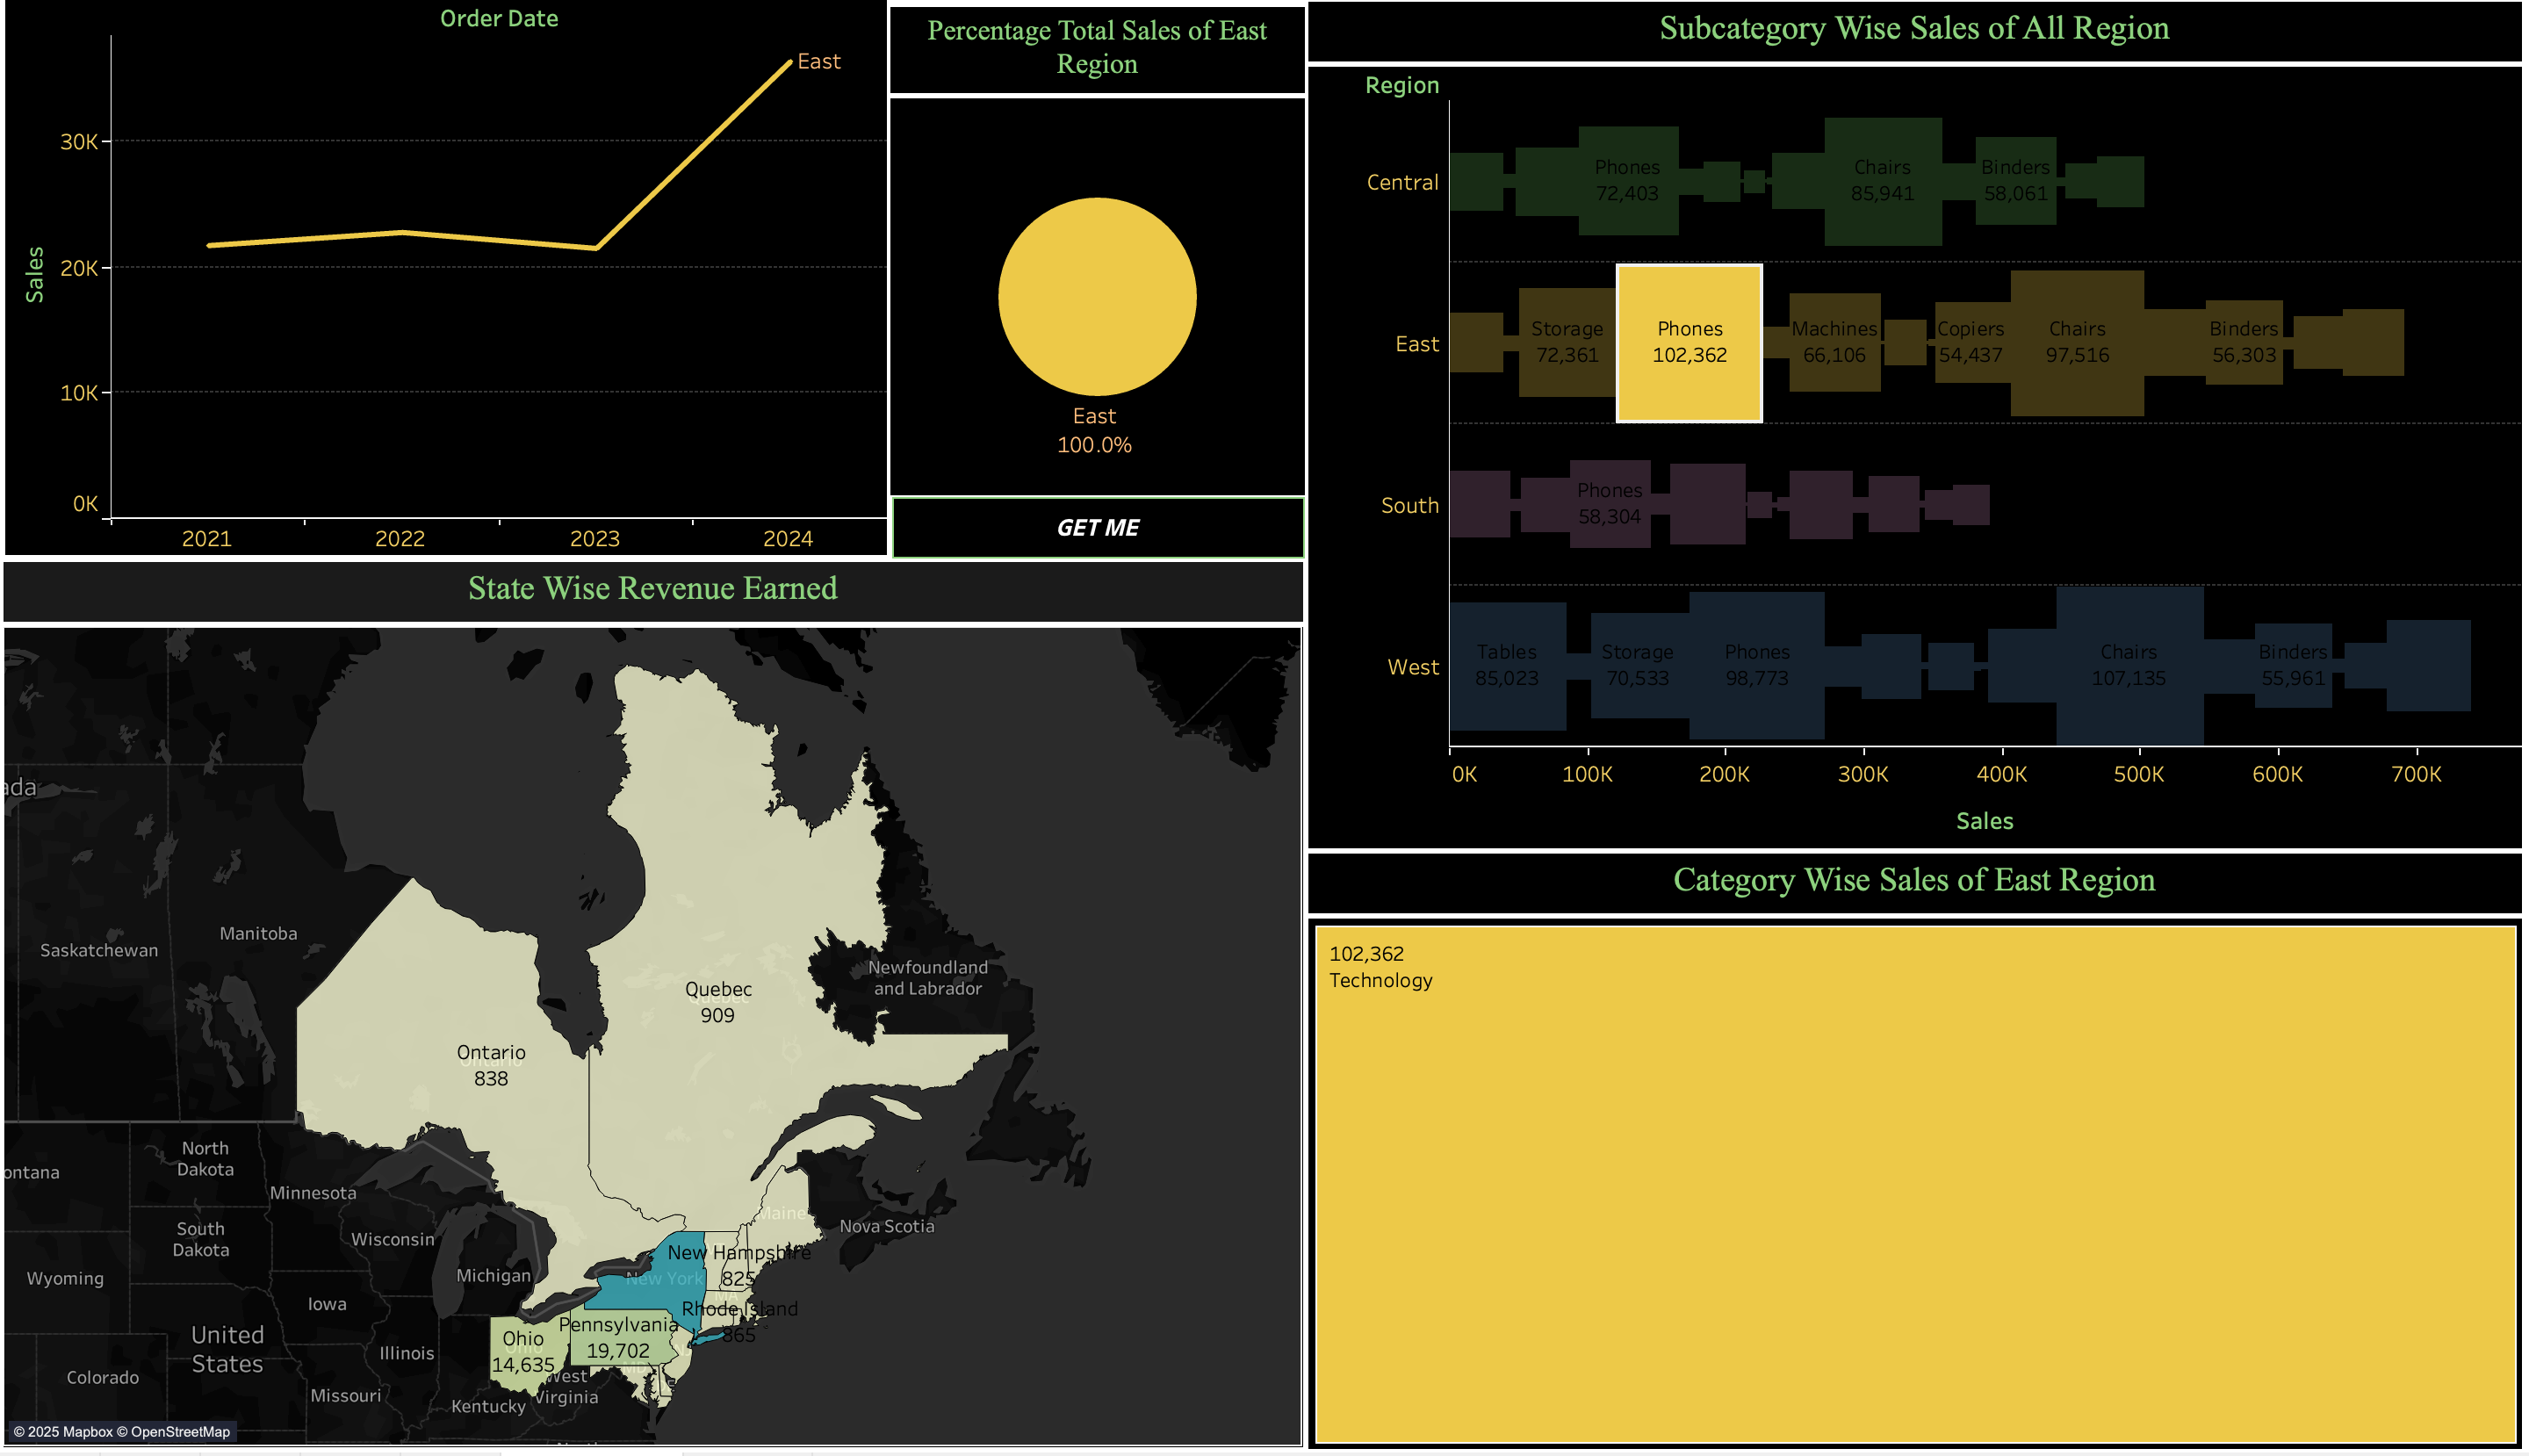 Order Date
East
30K
20K
10K
0K
Sales
2021
2022
2023
2024
Percentage Total Sales of East
Region
East
100.0%
GET ME
Subcategory Wise Sales of All Region
Region
Central
Phones
72,403
Chairs
85,941
Binders
58,061
East
Storage
72,361
Phones
102,362
Machines
66,106
Copiers
54,437
Chairs
97,516
Binders
56,303
South
Phones
58,304
West
Tables
85,023
Storage
70,533
Phones
98,773
Chairs
107,135
Binders
55,961
0K
100K
200K
300K
400K
500K
600K
700K
Sales
State Wise Revenue Earned
Saskatchewan
Manitoba
Newfoundland
and Labrador
Quebec
Quebec
909
Ontario
Ontario
838
North
Dakota
Minnesota
South
Dakota
Wisconsin
Maine
Nova Scotia
Wyoming
Michigan
New York
New Hampshire
825
MA
Iowa
Rhode Island
865
United
States
Illinois
Ohio
Ohio
14,635
Pennsylvania
19,702
MD
Colorado
Missouri
Kentucky
West
Virginia
© 2025 Mapbox © OpenStreetMap
Category Wise Sales of East Region
102,362
Technology